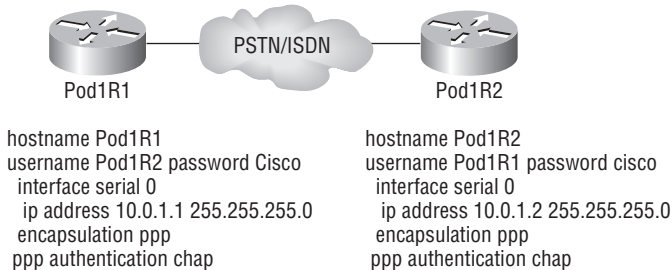 PSTN/ISDN
Pod1R1
Pod1R2
hostname Pod1R1
username Pod1R2 password Cisco
interface serial 0
ip address 10.0.1.1 255.255.255.0
encapsulation ppp
ppp authentication chap
hostname Pod1R2
username Pod1R1 password cisco
interface serial 0
ip address 10.0.1.2 255.255.255.0
encapsulation ppp
ppp authentication chap